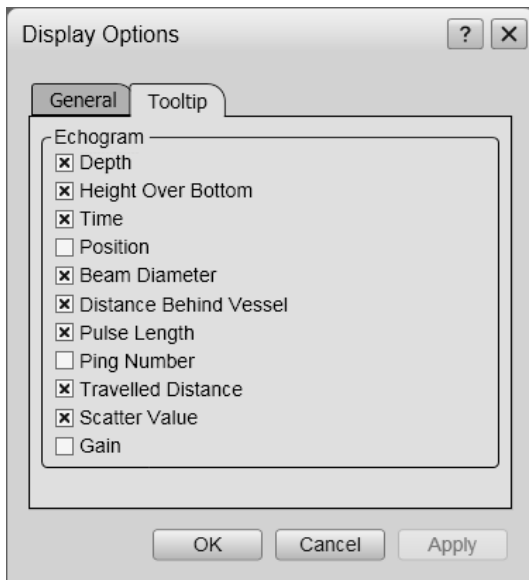 Display Options ?
General Tooltip
Echogram
Depth
Height Over Bottom
Time
Position
Beam Diameter
Distance Behind Vessel
Pulse Length
Ping Number
Travelled Distance
Scatter Value
Gain
OK Cancel Apply